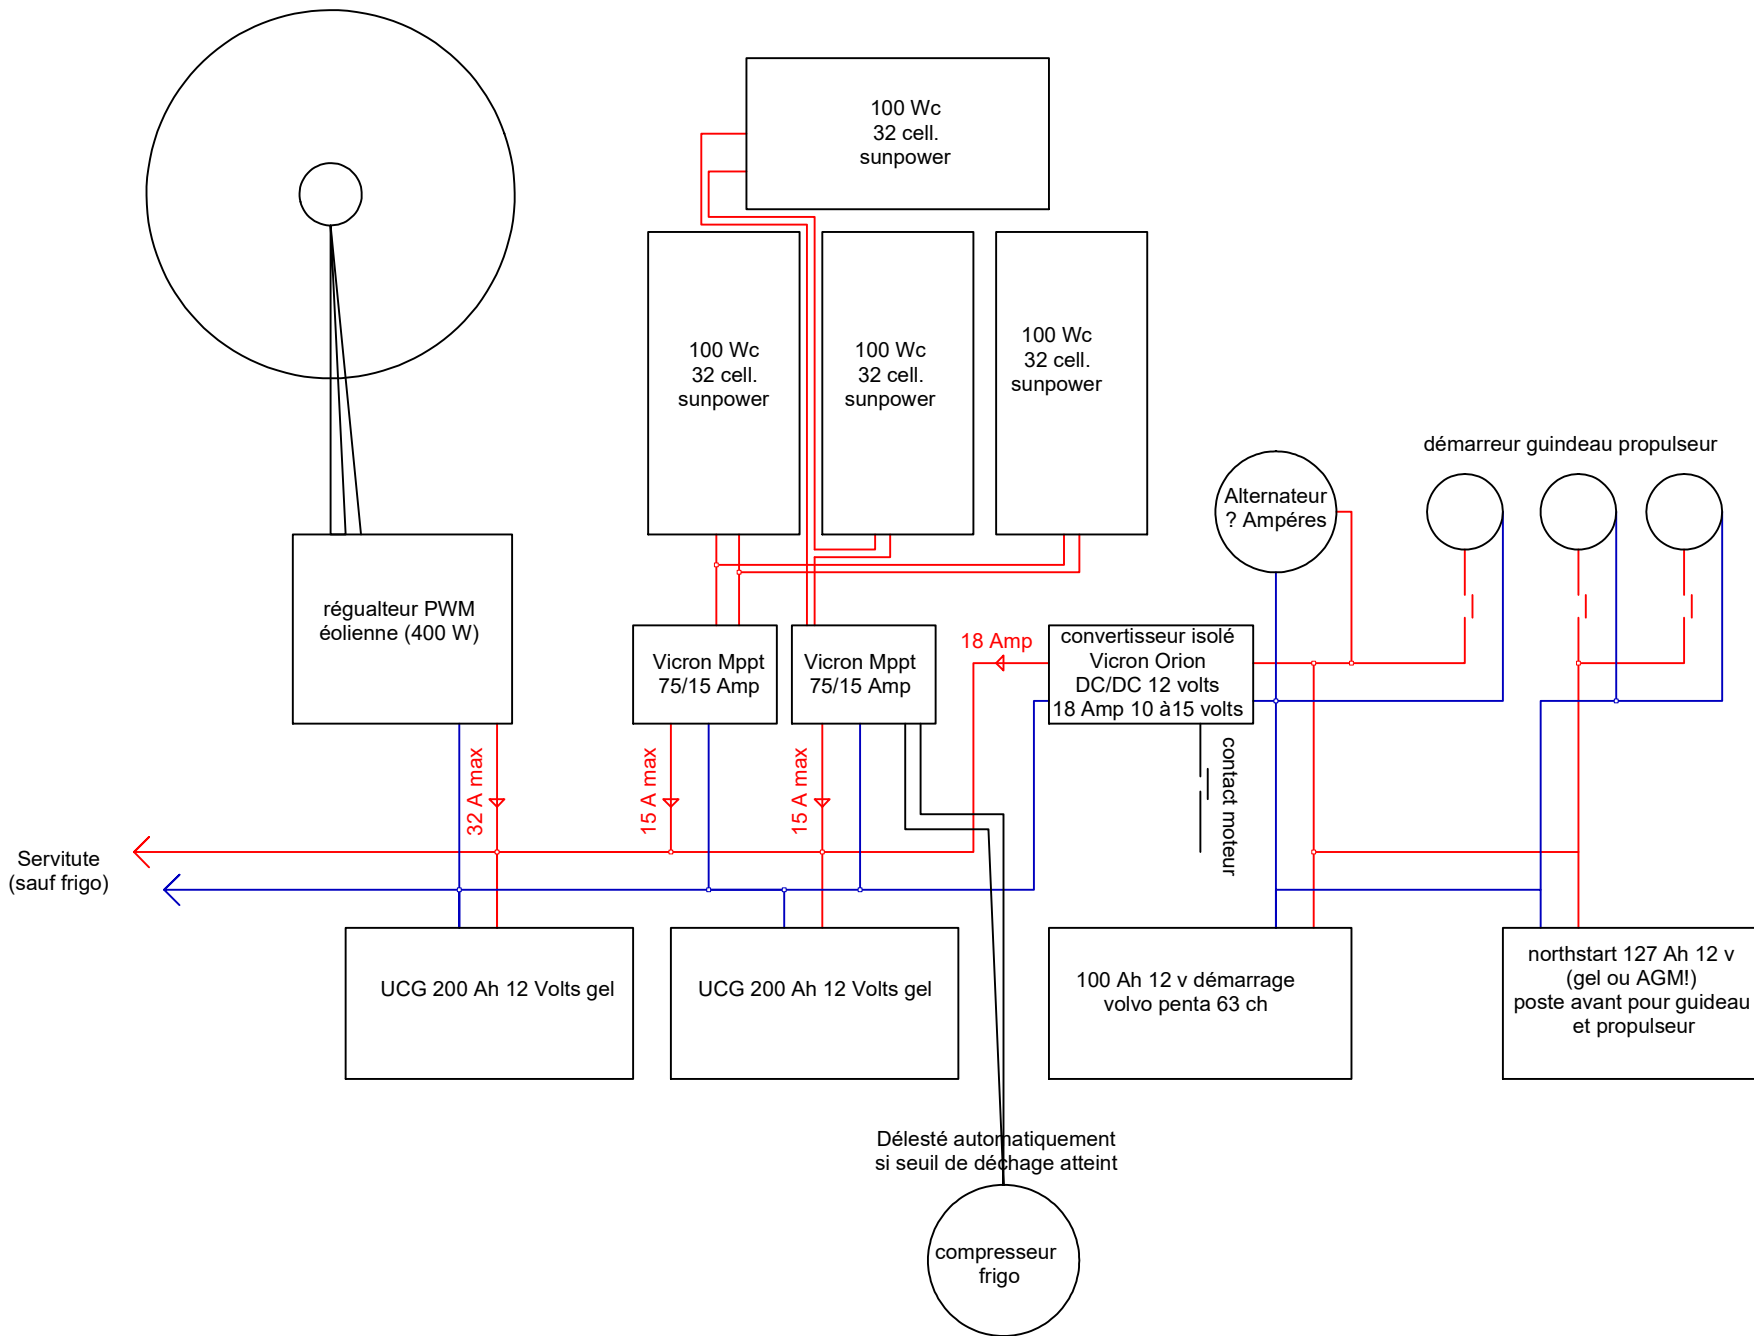 100 Wc
32 cell.
sunpower
100 Wc
32 cell.
sunpower
100 Wc
32 cell.
sunpower
100 Wc
32 cell.
sunpower
démarreur guindeau propulseur
Alternateur
? Ampéres
régualteur PWM
éolienne (400 W)
Vicron Mppt
75/15 Amp
Vicron Mppt
75/15 Amp
18 Amp
convertisseur isolé
Vicron Orion
DC/DC 12 volts
18 Amp 10 à15 volts
contact moteur
32 A max
15 A max
15 A max
Servitute
(sauf frigo)
UCG 200 Ah 12 Volts gel
UCG 200 Ah 12 Volts gel
100 Ah 12 v démarrage
volvo penta 63 ch
northstart 127 Ah 12 v
(gel ou AGM!)
poste avant pour guideau
et propulseur
Délesté automatiquement
si seuil de déchage atteint
compresseur
frigo